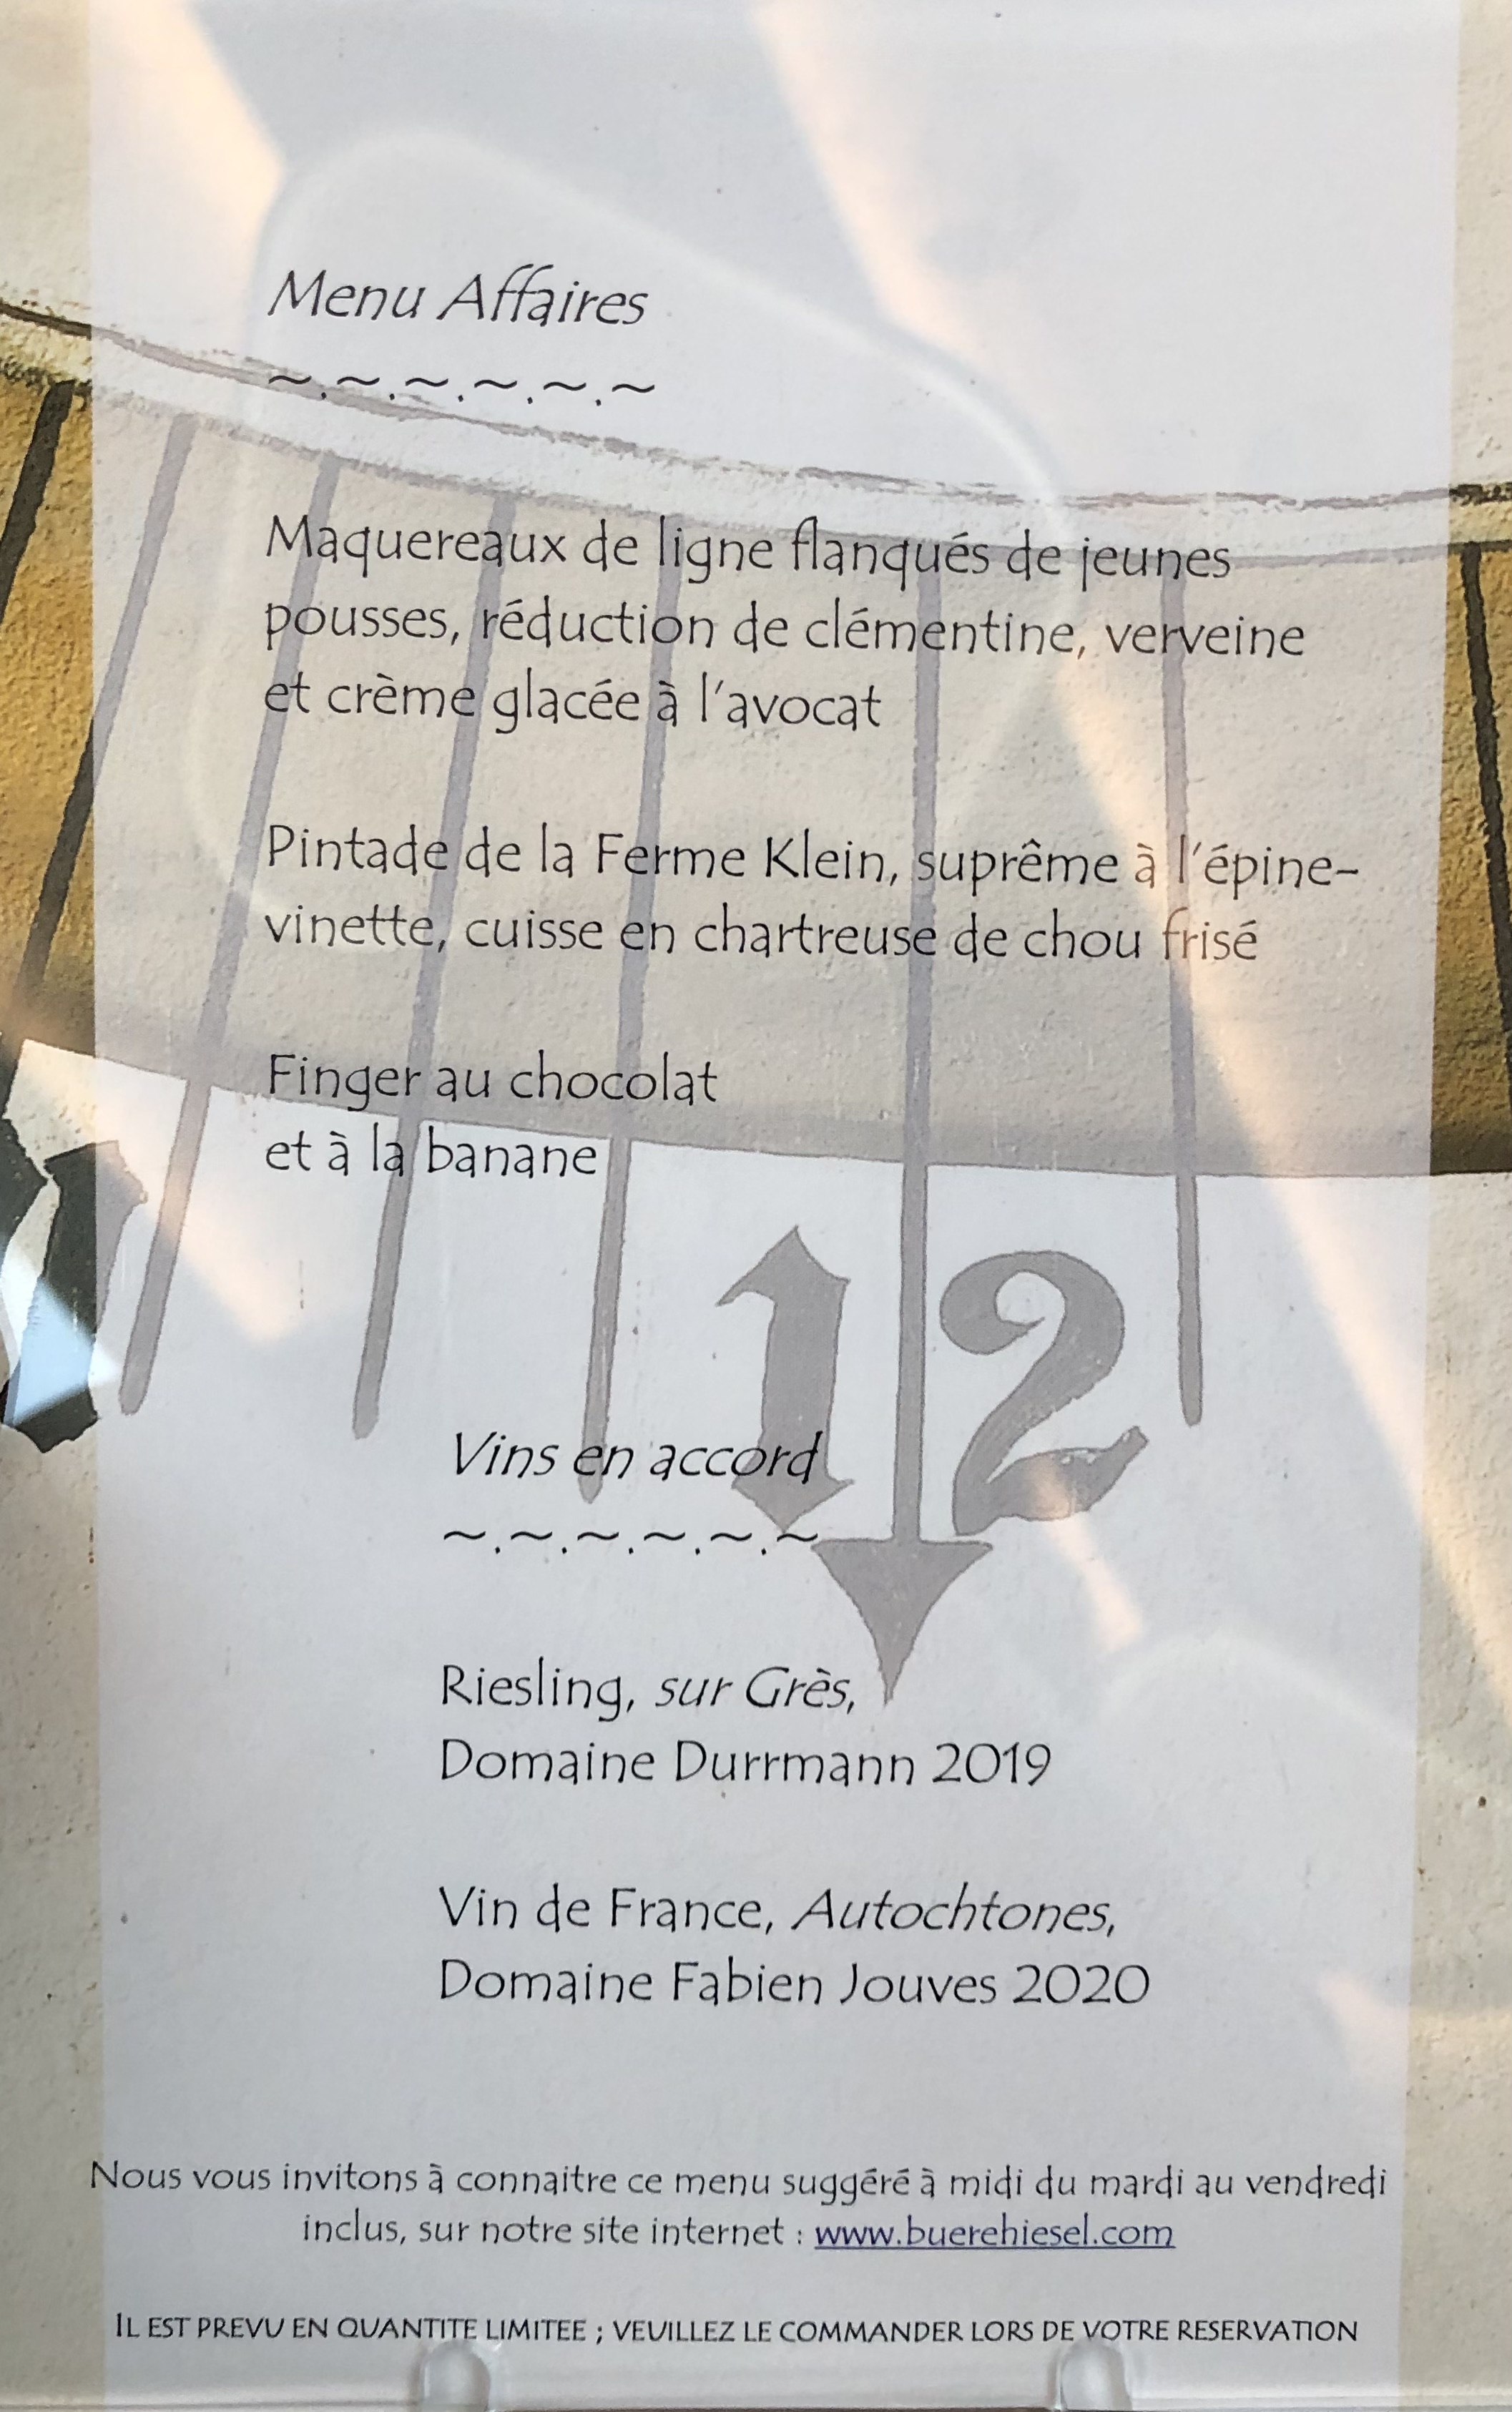 Menu Affaires
~.~.~.~.~.~
Maquereaux de ligne flanqués de jeunes
pousses, réduction de clémentine, verveine
et crème glacée à l'avocat
Pintade de la Ferme Klein, suprême à l'épine-
vinette, cuisse en chartreuse de chou frisé
Finger au chocolat
et à la banane
12
Vins en accord
~.~.~.~.~.~
Riesling, sur Grès,
Domaine Durrmann 2019
Vin de France, Autochtones,
Domaine Fabien Jouves 2020
Nous vous invitons à connaitre ce menu suggéré à midi du mardi au vendredi
inclus, sur notre site internet : www.buerehiesel.com
IL EST PREVU EN QUANTITE LIMITEE ; VEUILLEZ LE COMMANDER LORS DE VOTRE RESERVATION